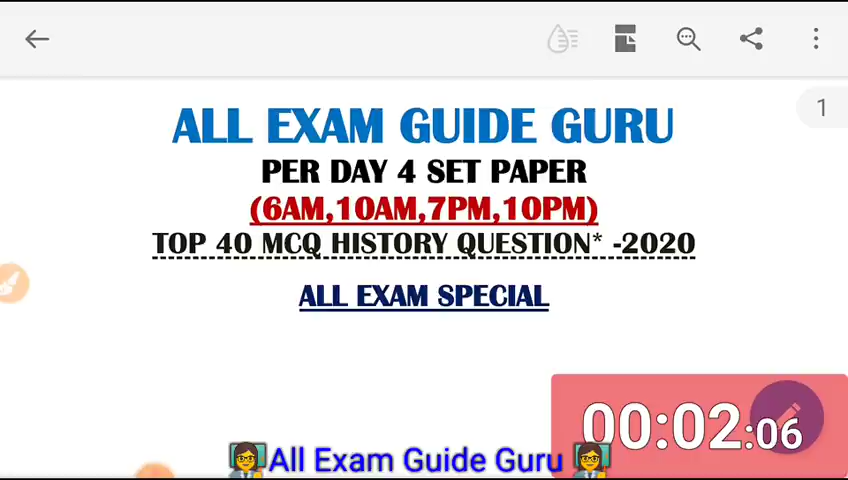 1
ALL EXAM GUIDE GURU
PER DAY 4 SET PAPER
(6AM,10AM,7PM,10PM)
TOP 40 MCQ HISTORY QUESTION* -2020
ALL EXAM SPECIAL
00:02:06
All Exam Guide Guru